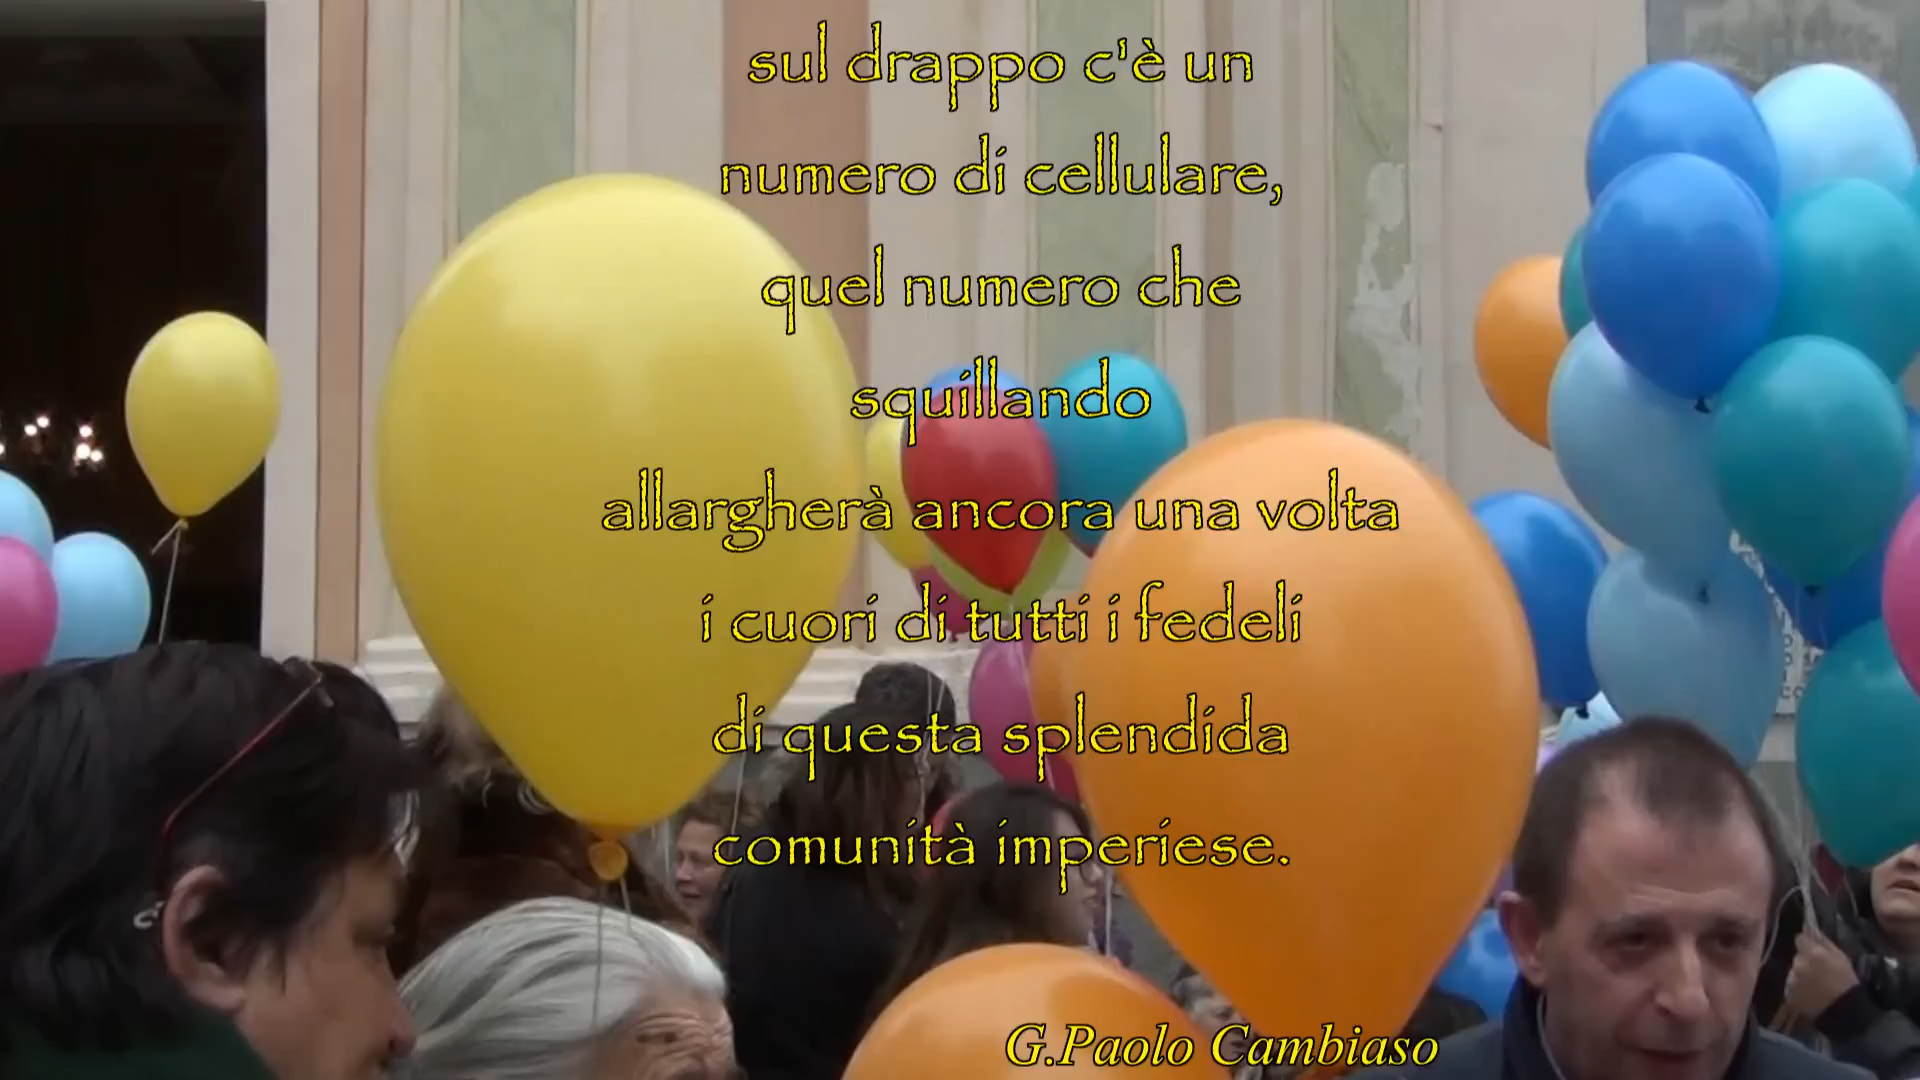 sul drappo c'è un
numero di cellulare,
quel numero che
squillando
allargherà ancora una volta
i cuori di tutti i fedeli
di questa splendida
comunità imperiese.
G.Paolo Cambiaso